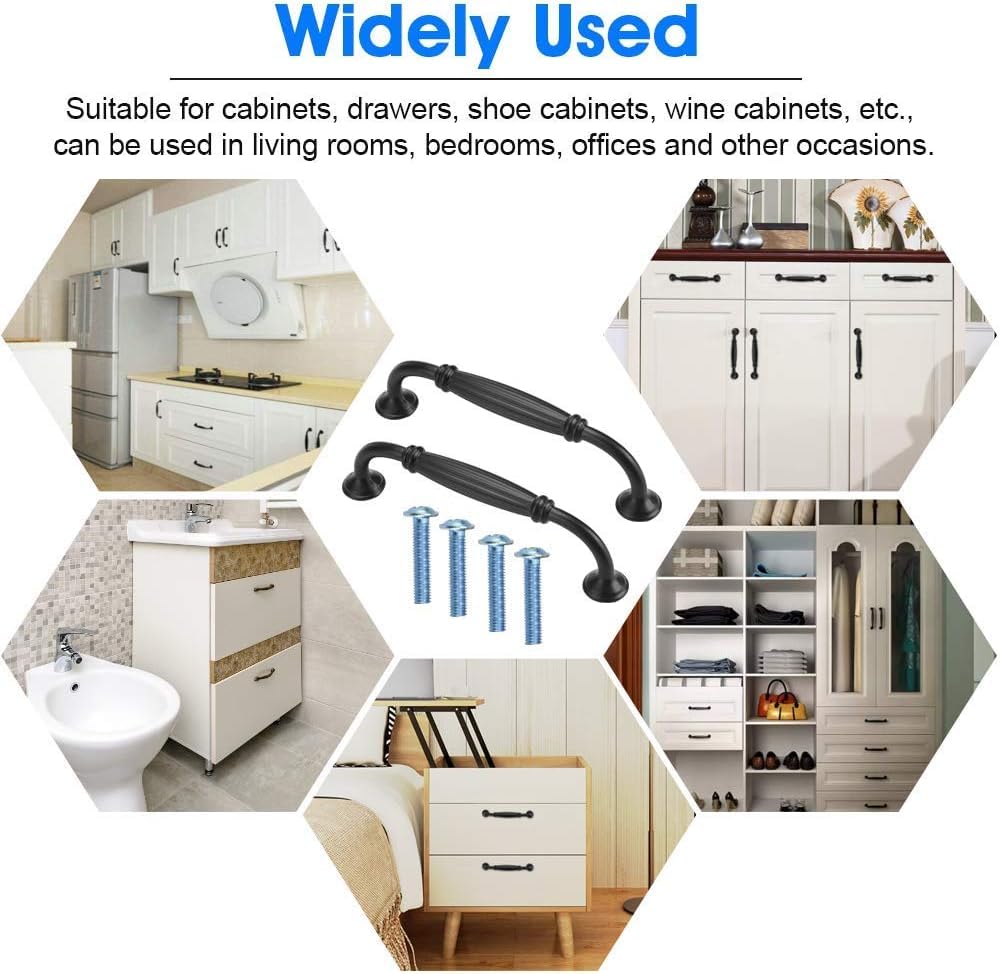 Widely Used
Suitable for cabinets, drawers, shoe cabinets, wine cabinets, etc.,
can be used in living rooms, bedrooms, offices and other occasions.